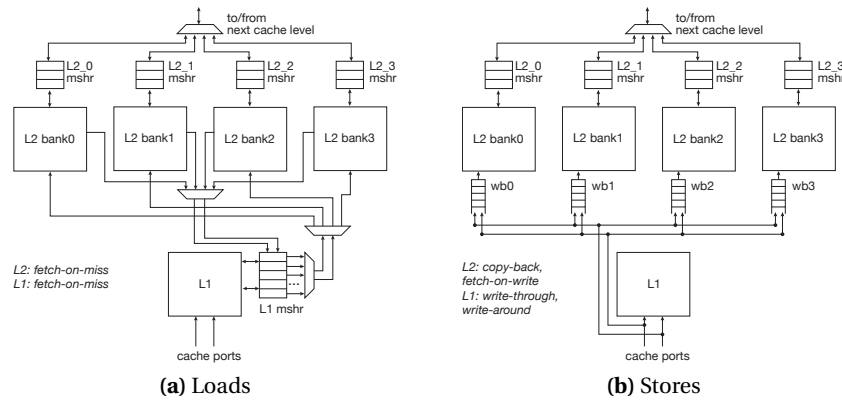 to/from
next cache level
L2_0
mshr
L2_1
mshr
L2_2
mshr
L2_3
mshr
L2 bank0
L2 bank1
L2 bank2
L2 bank3
L2: fetch-on-miss
L1: fetch-on-miss
L1
...
L1 mshr
cache ports
(a) Loads
to/from
next cache level
L2_0
mshr
L2_1
mshr
L2_2
mshr
L2_3
mshr
L2 bank0
L2 bank1
L2 bank2
L2 bank3
wb0
wb1
wb2
wb3
L2: copy-back,
fetch-on-write
L1: write-through,
write-around
L1
cache ports
(b) Stores